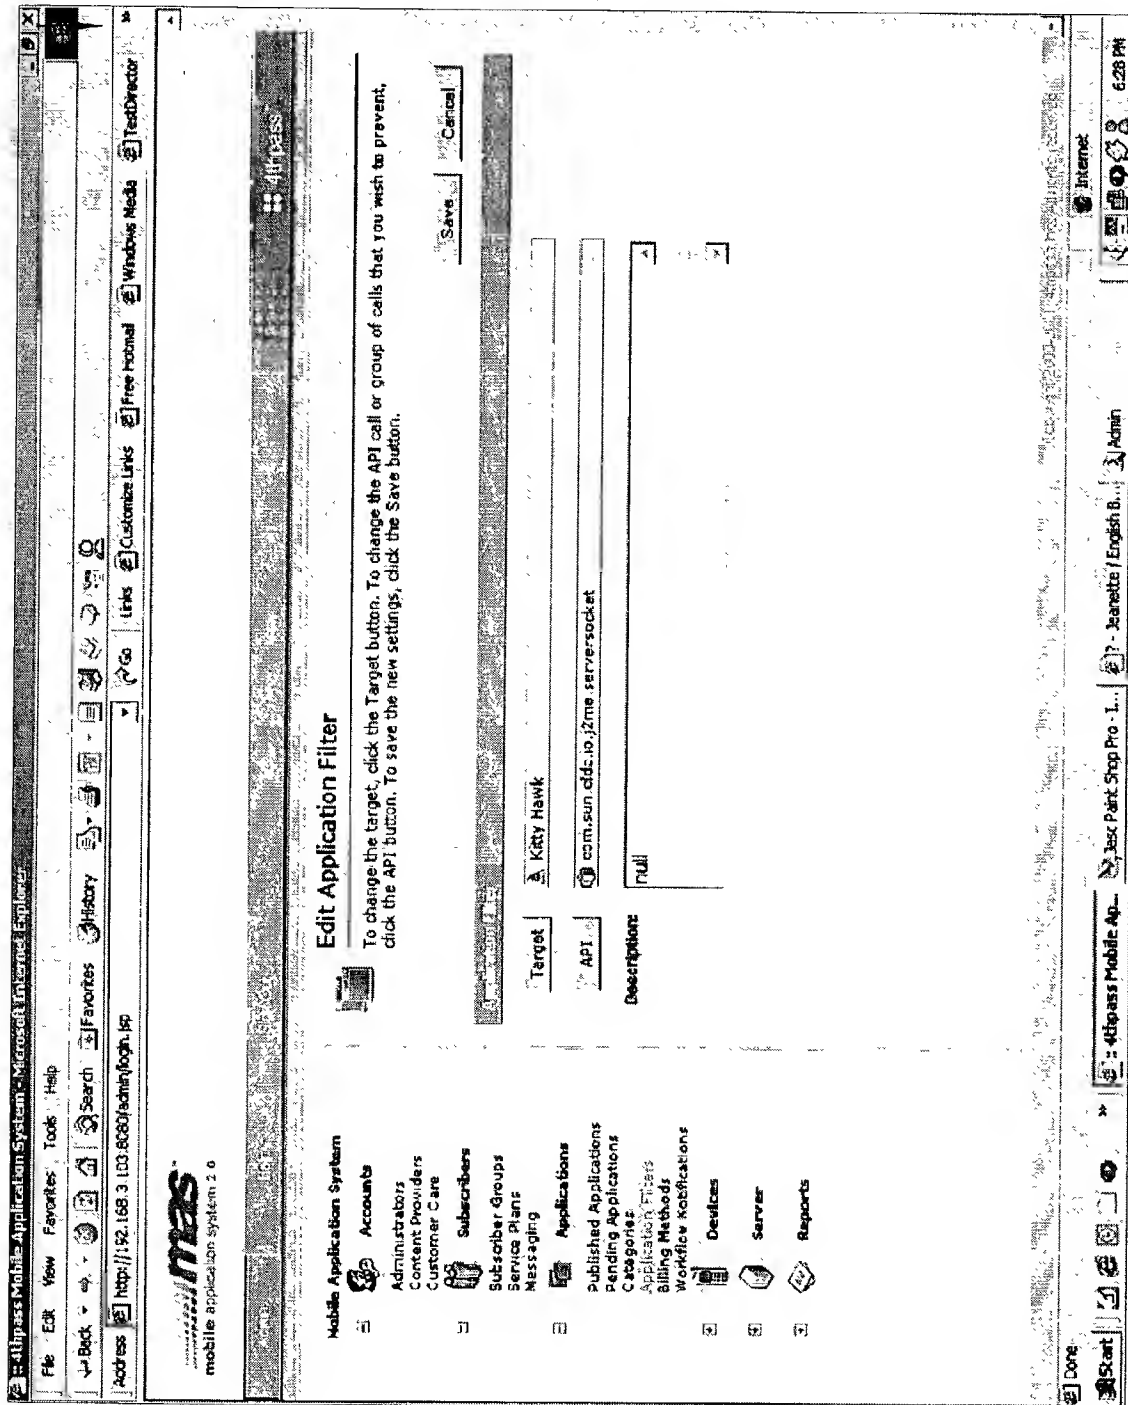 :: 4thpass Mobile Application System - Microsoft Internet Explorer
File Edit View Favorites Tools Help
Back Search Favorites History
Address http://192.168.3.103:8080/admin/login.jsp Go Links Customize Links Free Hotmail Windows Media TestDirector
mas
mobile application system 2.0
4thpass
Mobile Application System
Accounts
Administrators
Content Providers
Customer Care
Subscribers
Subscriber Groups
Service Plans
Messaging
Applications
Published Applications
Pending Applications
Categories
Application Filters
Billing Methods
Workflow Notifications
Devices
Server
Reports
Edit Application Filter
To change the target, click the Target button. To change the API call or group of calls that you wish to prevent,
click the API button. To save the new settings, click the Save button.
Save Cancel
Target Kitty Hawk
API com.sun.cldc.io.j2me.serversocket
Description:
null
Done Internet
Start » :: 4thpass Mobile Ap... Jasc Paint Shop Pro - I... ? - Jeanette / English B... Admin 6:28 PM